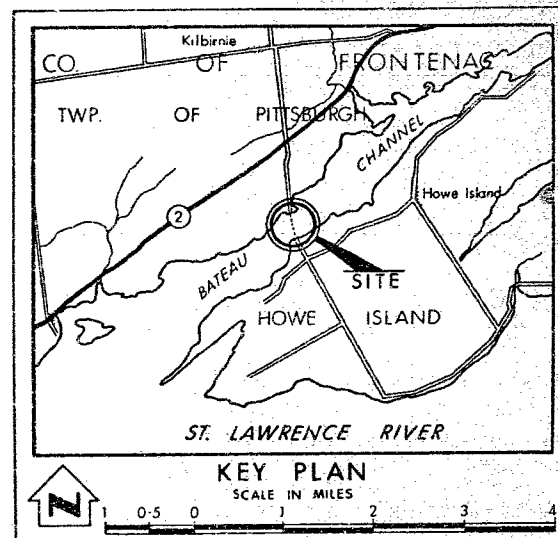 Kilbirnie
CO. OF FRONTENAC
TWP. OF PITTSBURGH
CHANNEL
Howe Island
2
BATEAU
SITE
HOWE ISLAND
ST. LAWRENCE RIVER
KEY PLAN
SCALE IN MILES
N
1 0·5 0 1 2 3 4